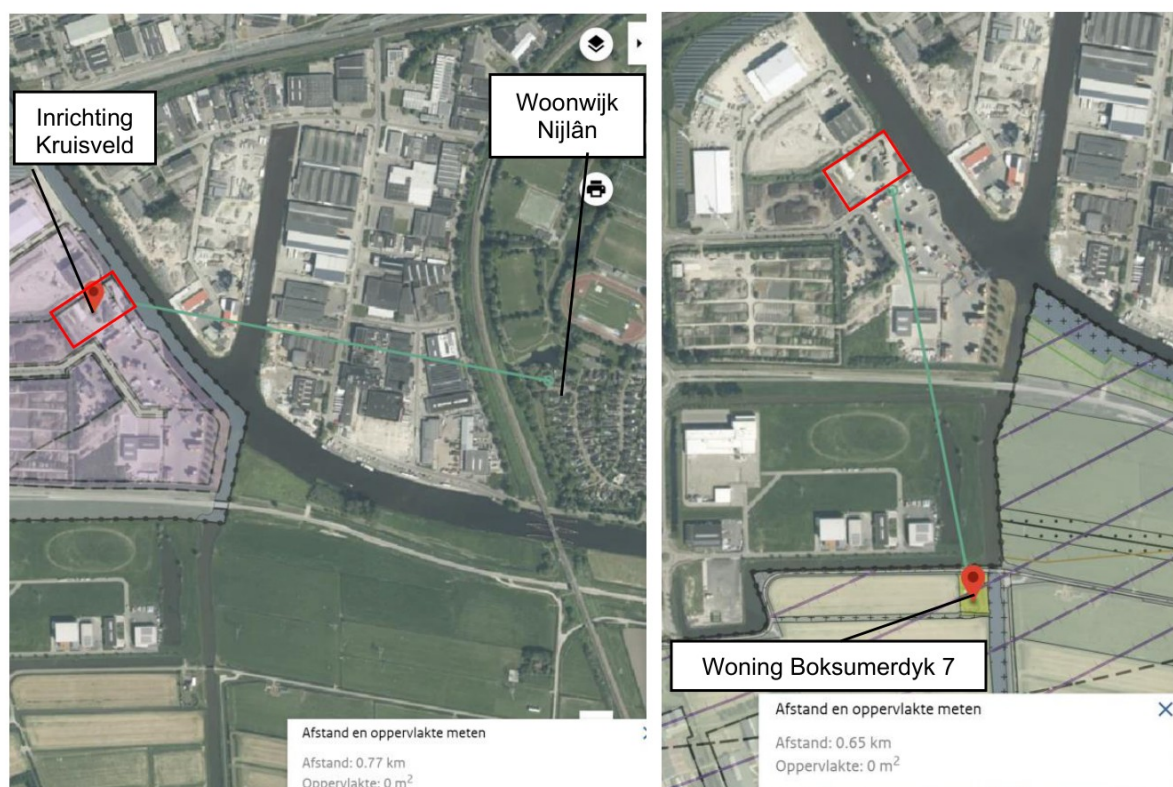 Inrichting
Kruisveld
Woonwijk
Nijlân
Afstand en oppervlakte meten
Afstand: 0.77 km
Oppervlakte: 0 m²
Woning Boksumerdyk 7
Afstand en oppervlakte meten
Afstand: 0.65 km
Oppervlakte: 0 m²